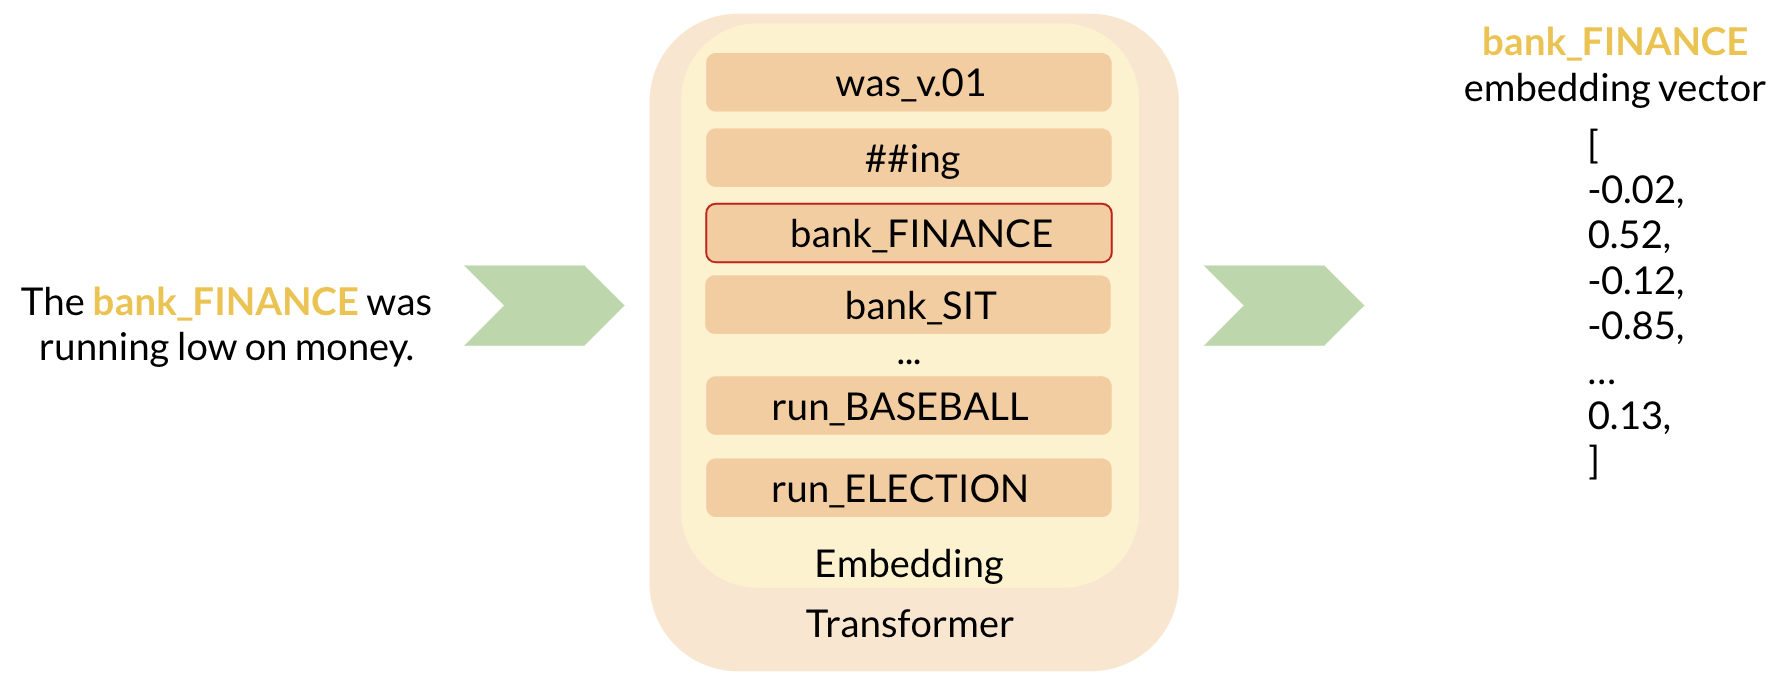 The bank_FINANCE was
running low on money.
was_v.01
##ing
bank_FINANCE
bank_SIT
...
run_BASEBALL
run_ELECTION
Embedding
Transformer
bank_FINANCE
embedding vector
[
-0.02,
0.52,
-0.12,
-0.85,
...
0.13,
]